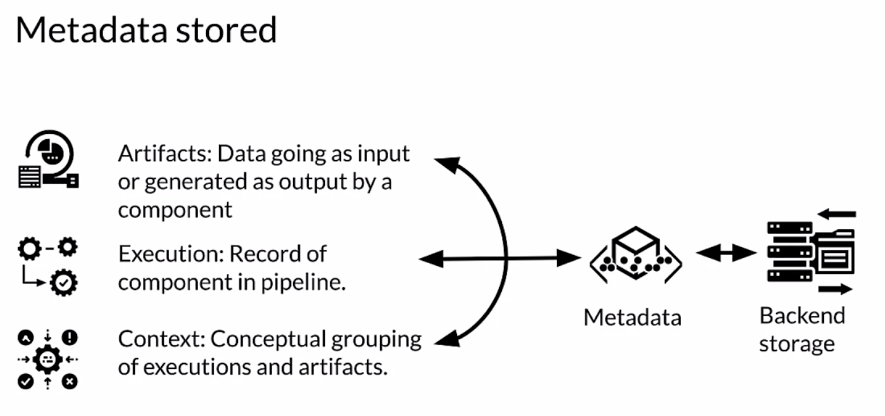 Metadata stored
Artifacts: Data going as input
or generated as output by a
component
Execution: Record of
component in pipeline.
Context: Conceptual grouping
of executions and artifacts.
Metadata
Backend
storage